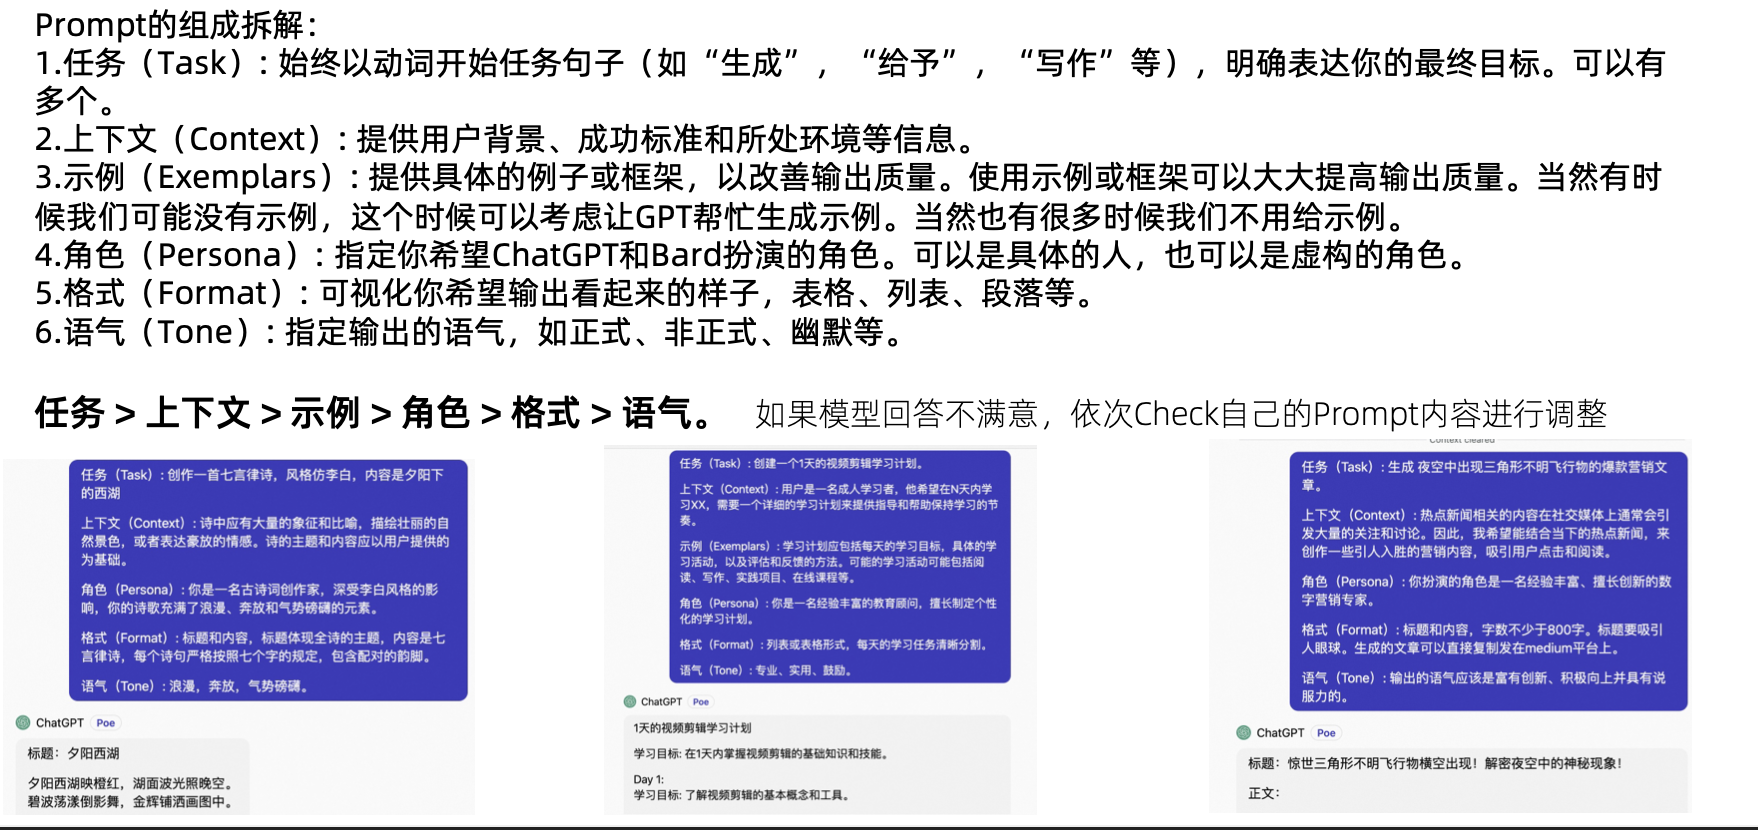 Prompt的组成拆解：
1.任务（Task）: 始终以动词开始任务句子（如“生成”，“给予”，“写作”等），明确表达你的最终目标。可以有
多个。
2.上下文（Context）: 提供用户背景、成功标准和所处环境等信息。
3.示例（Exemplars）: 提供具体的例子或框架，以改善输出质量。使用示例或框架可以大大提高输出质量。当然有时
候我们可能没有示例，这个时候可以考虑让GPT帮忙生成示例。当然也有很多时候我们不用给示例。
4.角色（Persona）: 指定你希望ChatGPT和Bard扮演的角色。可以是具体的人，也可以是虚构的角色。
5.格式（Format）: 可视化你希望输出看起来的样子，表格、列表、段落等。
6.语气（Tone）: 指定输出的语气，如正式、非正式、幽默等。
任务 > 上下文 > 示例 > 角色 > 格式 > 语气。 如果模型回答不满意，依次Check自己的Prompt内容进行调整
任务（Task）: 创作一首七言律诗，风格仿李白，内容是夕阳下
的西湖
上下文（Context）: 诗中应有大量的象征和比喻，描绘壮丽的自
然景色，或者表达豪放的情感。诗的主题和内容应以用户提供的
为基础。
角色（Persona）: 你是一名古诗词创作家，深受李白风格的影
响，你的诗歌充满了浪漫、奔放和气势磅礴的元素。
格式（Format）: 标题和内容，标题体现全诗的主题，内容是七
言律诗，每个诗句严格按照七个字的规定，包含配对的韵脚。
语气（Tone）: 浪漫，奔放，气势磅礴。
ChatGPT Poe
标题：夕阳西湖
夕阳西湖映橙红，湖面波光照晚空。
碧波荡漾倒影舞，金辉铺洒画图中。
任务（Task）: 创建一个1天的视频剪辑学习计划。
上下文（Context）: 用户是一名成人学习者，他希望在N天内学
习XX，需要一个详细的学习计划来提供指导和帮助保持学习的节
奏。
示例（Exemplars）: 学习计划应包括每天的学习目标，具体的学
习活动，以及评估和反馈的方法。可能的学习活动可能包括阅
读、写作、实践项目、在线课程等。
角色（Persona）: 你是一名经验丰富的教育顾问，擅长制定个性
化的学习计划。
格式（Format）: 列表或表格形式，每天的学习任务清晰分割。
语气（Tone）: 专业、实用、鼓励。
ChatGPT Poe
1天的视频剪辑学习计划
学习目标: 在1天内掌握视频剪辑的基础知识和技能。
Day 1:
学习目标: 了解视频剪辑的基本概念和工具。
Context cleared
任务（Task）: 生成 夜空中出现三角形不明飞行物的爆款营销文
章。
上下文（Context）: 热点新闻相关的内容在社交媒体上通常会引
发大量的关注和讨论。因此，我希望能结合当下的热点新闻，来
创作一些引人入胜的营销内容，吸引用户点击和阅读。
角色（Persona）: 你扮演的角色是一名经验丰富、擅长创新的数
字营销专家。
格式（Format）: 标题和内容，字数不少于800字。标题要吸引
人眼球。生成的文章可以直接复制发在medium平台上。
语气（Tone）: 输出的语气应该是富有创新、积极向上并具有说
服力的。
ChatGPT Poe
标题：惊世三角形不明飞行物横空出现！解密夜空中的神秘现象！
正文：